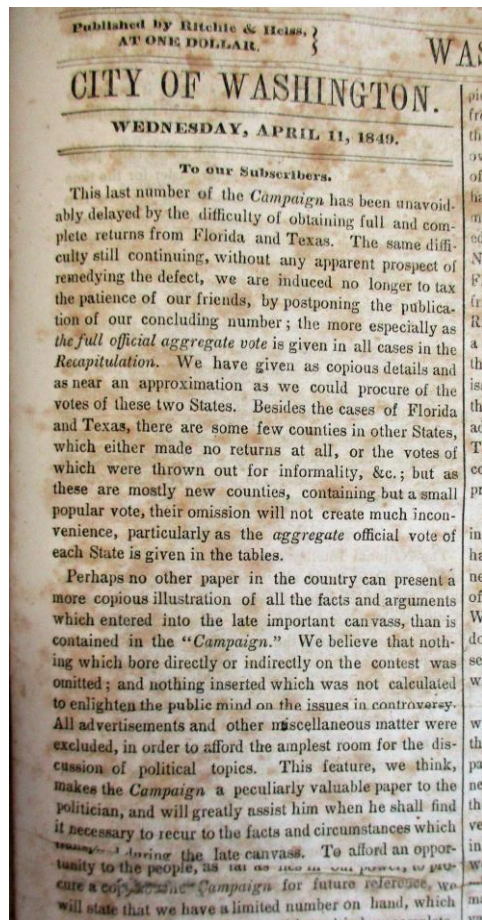 Published by Ritchie & Heiss,
AT ONE DOLLAR.
WAS
CITY OF WASHINGTON.
WEDNESDAY, APRIL 11, 1849.
To our Subscribers.
This last number of the Campaign has been unavoid-
ably delayed by the difficulty of obtaining full and com-
plete returns from Florida and Texas. The same diffi-
culty still continuing, without any apparent prospect of
remedying the defect, we are induced no longer to tax
the patience of our friends, by postponing the publica-
tion of our concluding number; the more especially as
the full official aggregate vote is given in all cases in the
Recapitulation. We have given as copious details and
as near an approximation as we could procure of the
votes of these two States. Besides the cases of Florida
and Texas, there are some few counties in other States,
which either made no returns at all, or the votes of
which were thrown out for informality, &c.; but as
these are mostly new counties, containing but a small
popular vote, their omission will not create much incon-
venience, particularly as the aggregate official vote of
each State is given in the tables.
Perhaps no other paper in the country can present a
more copious illustration of all the facts and arguments
which entered into the late important canvass, than is
contained in the "Campaign." We believe that noth-
ing which bore directly or indirectly on the contest was
omitted; and nothing inserted which was not calculated
to enlighten the public mind on the issues in controversy.
All advertisements and other miscellaneous matter were
excluded, in order to afford the amplest room for the dis-
cussion of political topics. This feature, we think,
makes the Campaign a peculiarly valuable paper to the
politician, and will greatly assist him when he shall find
it necessary to recur to the facts and circumstances which
during the late canvass. To afford an oppor-
tunity to the people, as far as lies in our power, to pro-
cure a Campaign for future reference, we
will state that we have a limited number on hand, which